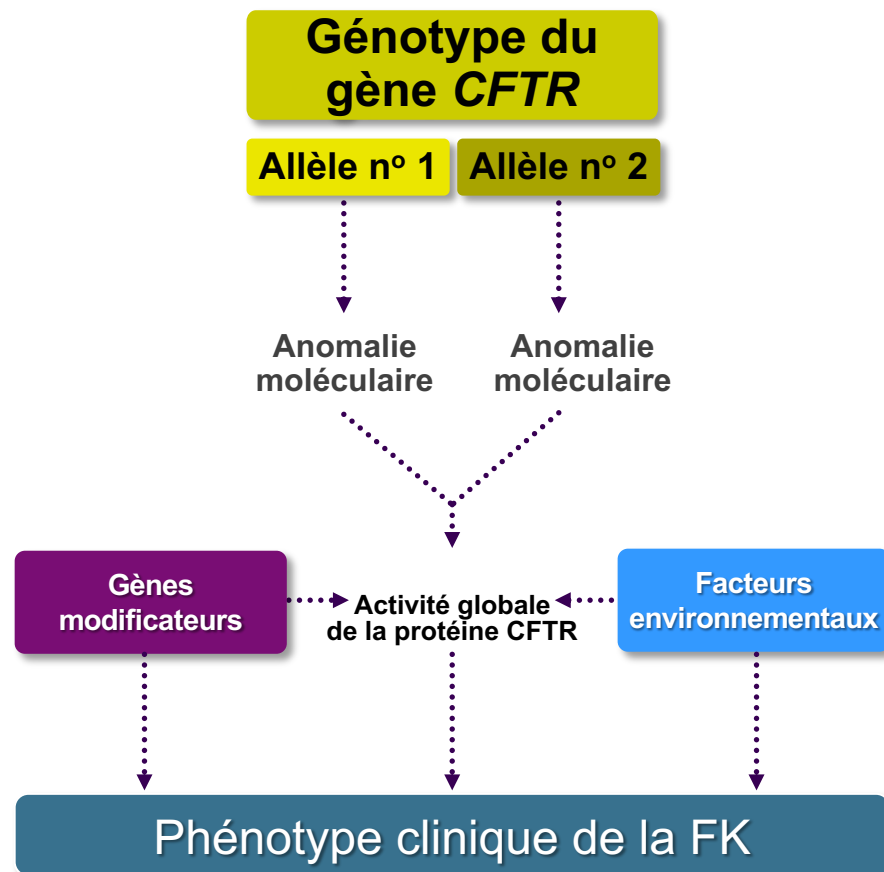 Génotype du
gène CFTR
Allèle nº 1
Allèle nº 2
Anomalie
moléculaire
Anomalie
moléculaire
Gènes
modificateurs
Activité globale
de la protéine CFTR
Facteurs
environnementaux
Phénotype clinique de la FK